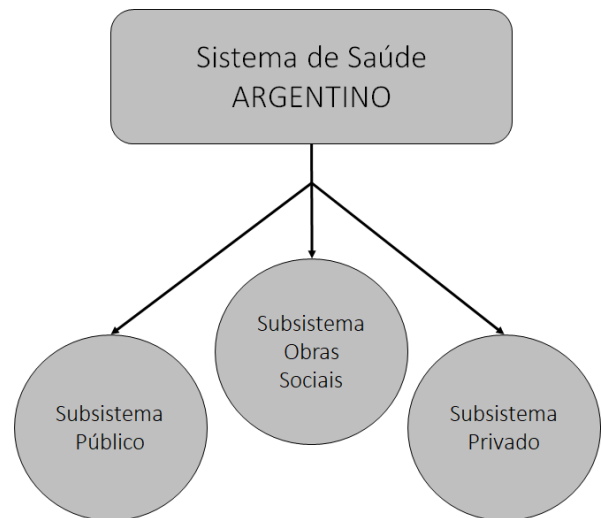 Sistema de Saúde
ARGENTINO
Subsistema
Obras
Sociais
Subsistema
Público
Subsistema
Privado